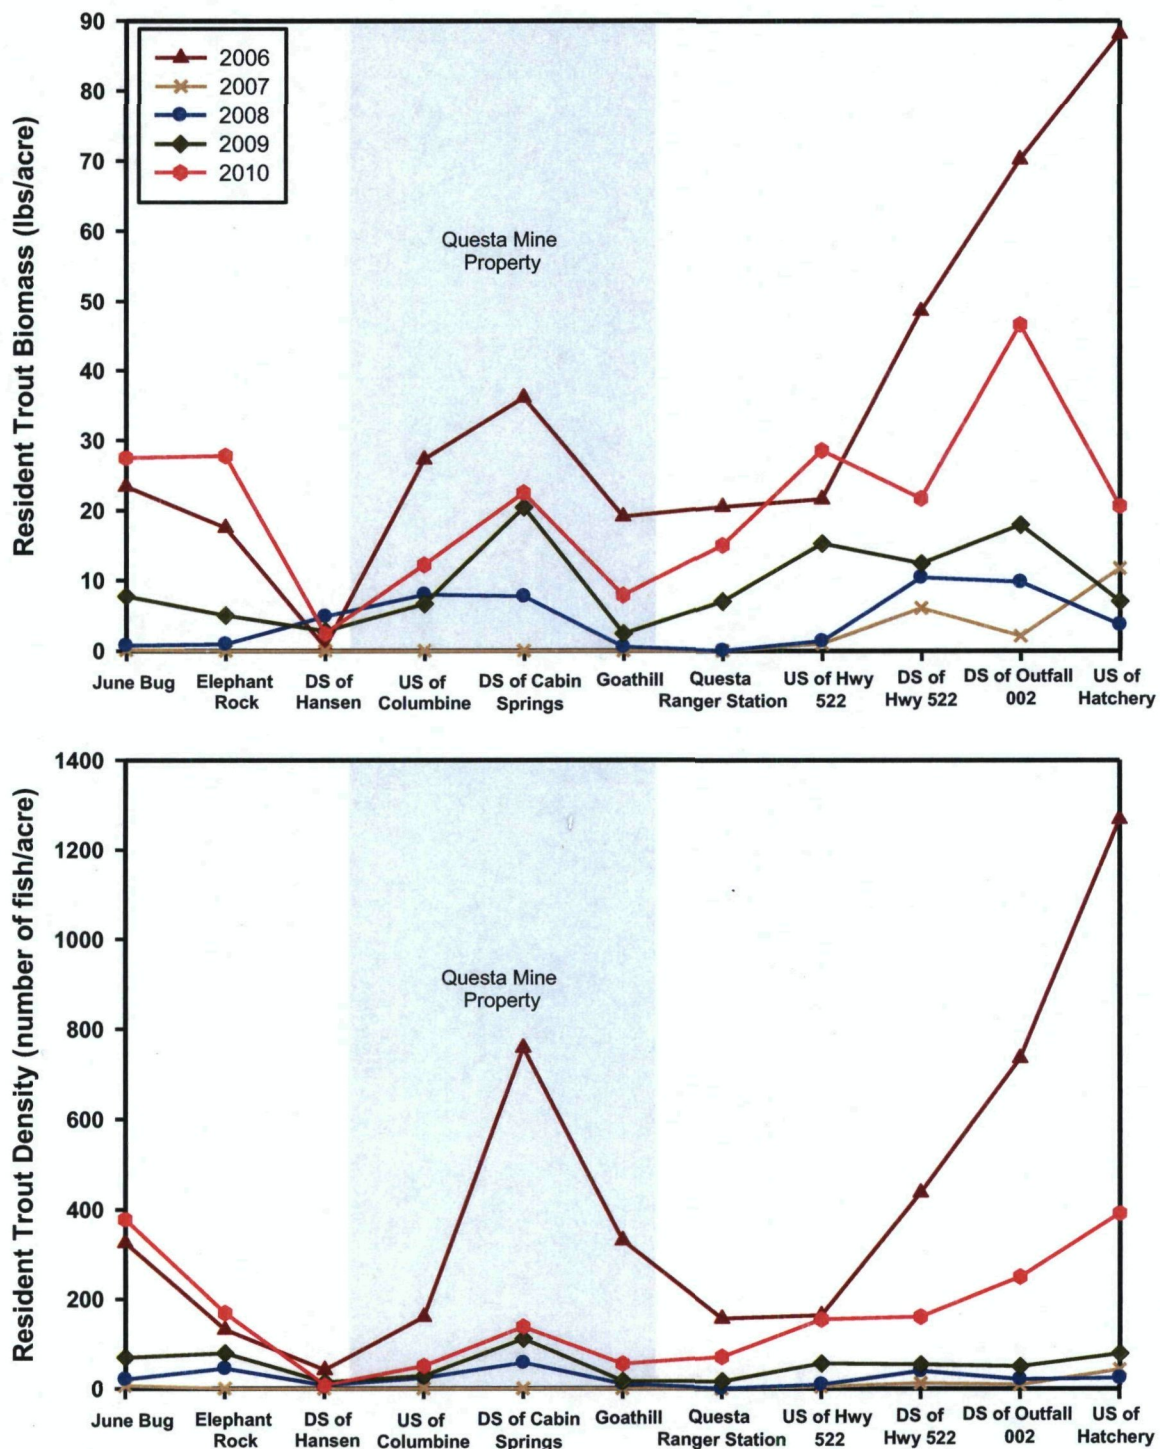 Resident Trout Biomass (lbs/acre)
90
80
70
60
50
40
30
20
10
0
2006
2007
2008
2009
2010
Questa Mine
Property
June Bug
Elephant
Rock
DS of
Hansen
US of
Columbine
DS of Cabin
Springs
Goathill
Questa
Ranger Station
US of Hwy
522
DS of
Hwy 522
DS of Outfall
002
US of
Hatchery
Resident Trout Density (number of fish/acre)
1400
1200
1000
800
600
400
200
0
Questa Mine
Property
June Bug
Elephant
Rock
DS of
Hansen
US of
Columbine
DS of Cabin
Springs
Goathill
Questa
Ranger Station
US of Hwy
522
DS of
Hwy 522
DS of Outfall
002
US of
Hatchery